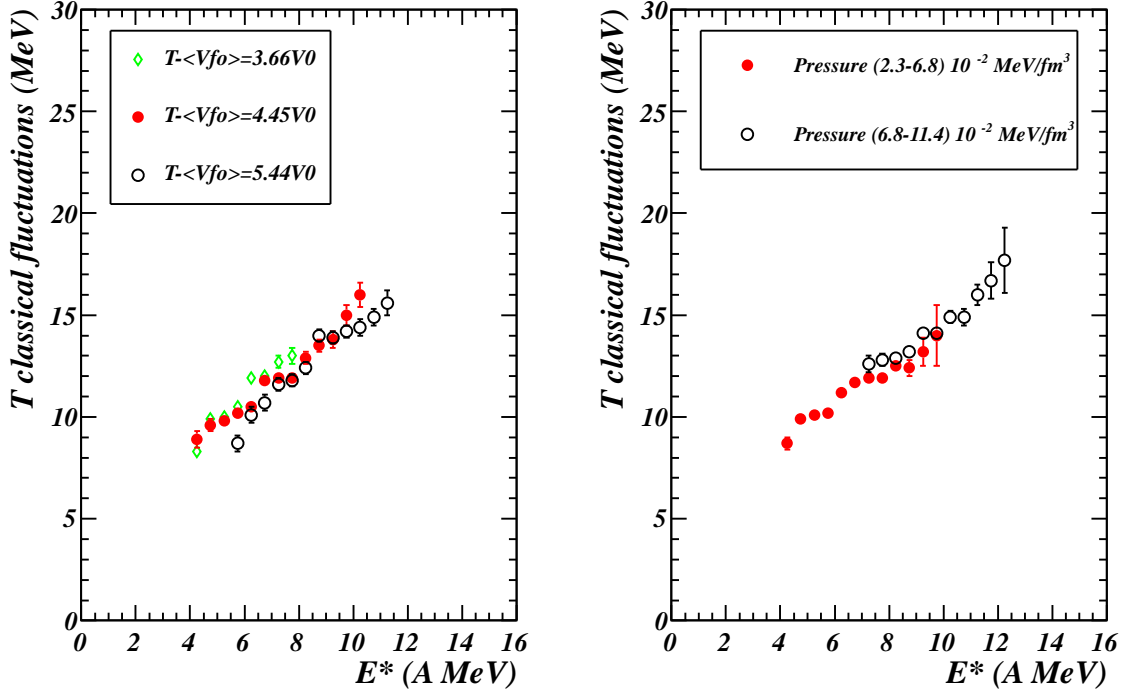 T classical fluctuations (MeV)
30
25
20
15
10
5
0
T-<Vfo>=3.66V0
T-<Vfo>=4.45V0
T-<Vfo>=5.44V0
0 2 4 6 8 10 12 14 16
E* (A MeV)
T classical fluctuations (MeV)
30
25
20
15
10
5
0
Pressure (2.3-6.8) 10 ⁻² MeV/fm³
Pressure (6.8-11.4) 10 ⁻² MeV/fm³
0 2 4 6 8 10 12 14 16
E* (A MeV)